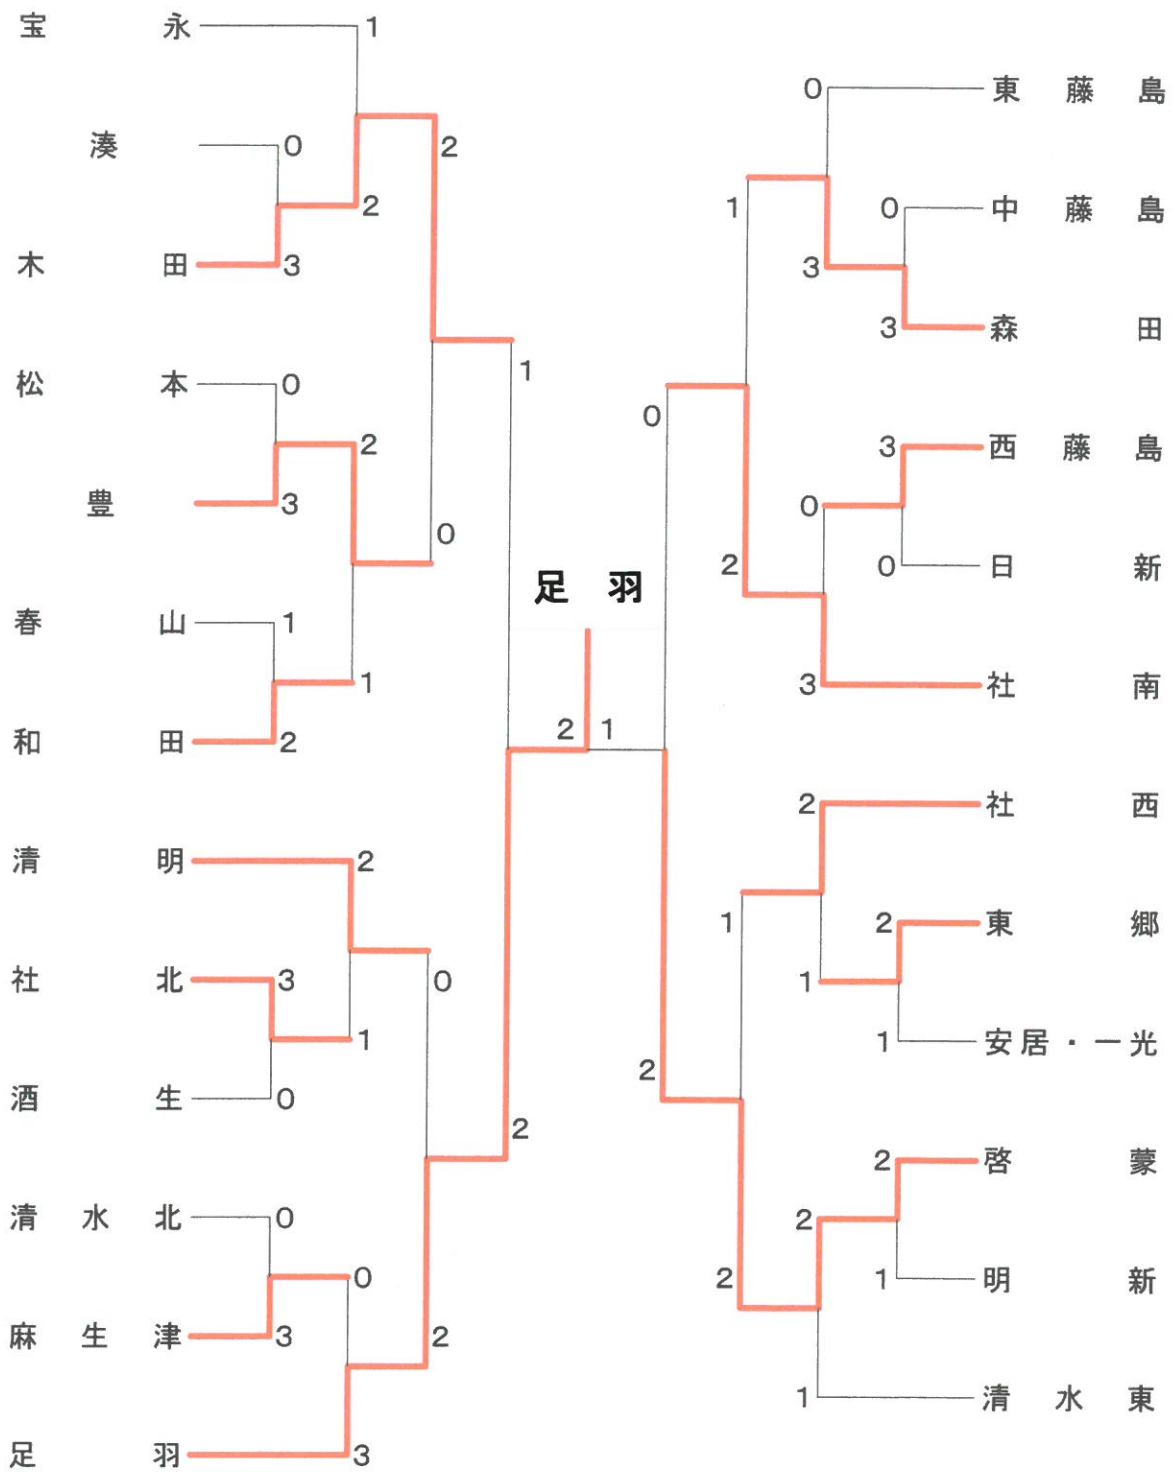 宝永 1
湊 0
2
2
木田 3
松本 0
2
豊 3
0
春山 1
1
和田 2
1
清明 2
社北 3
0
1
酒生 0
2
清水北 0
0
麻生津 3
2
足羽 3
足羽
2 1
0 東藤島
1
0 中藤島
3
3 森田
0
3 西藤島
0
2
0 日新
3 社南
2 社西
1
2 東郷
1
1 安居・一光
2
2 啓蒙
2
2
1 明新
1 清水東